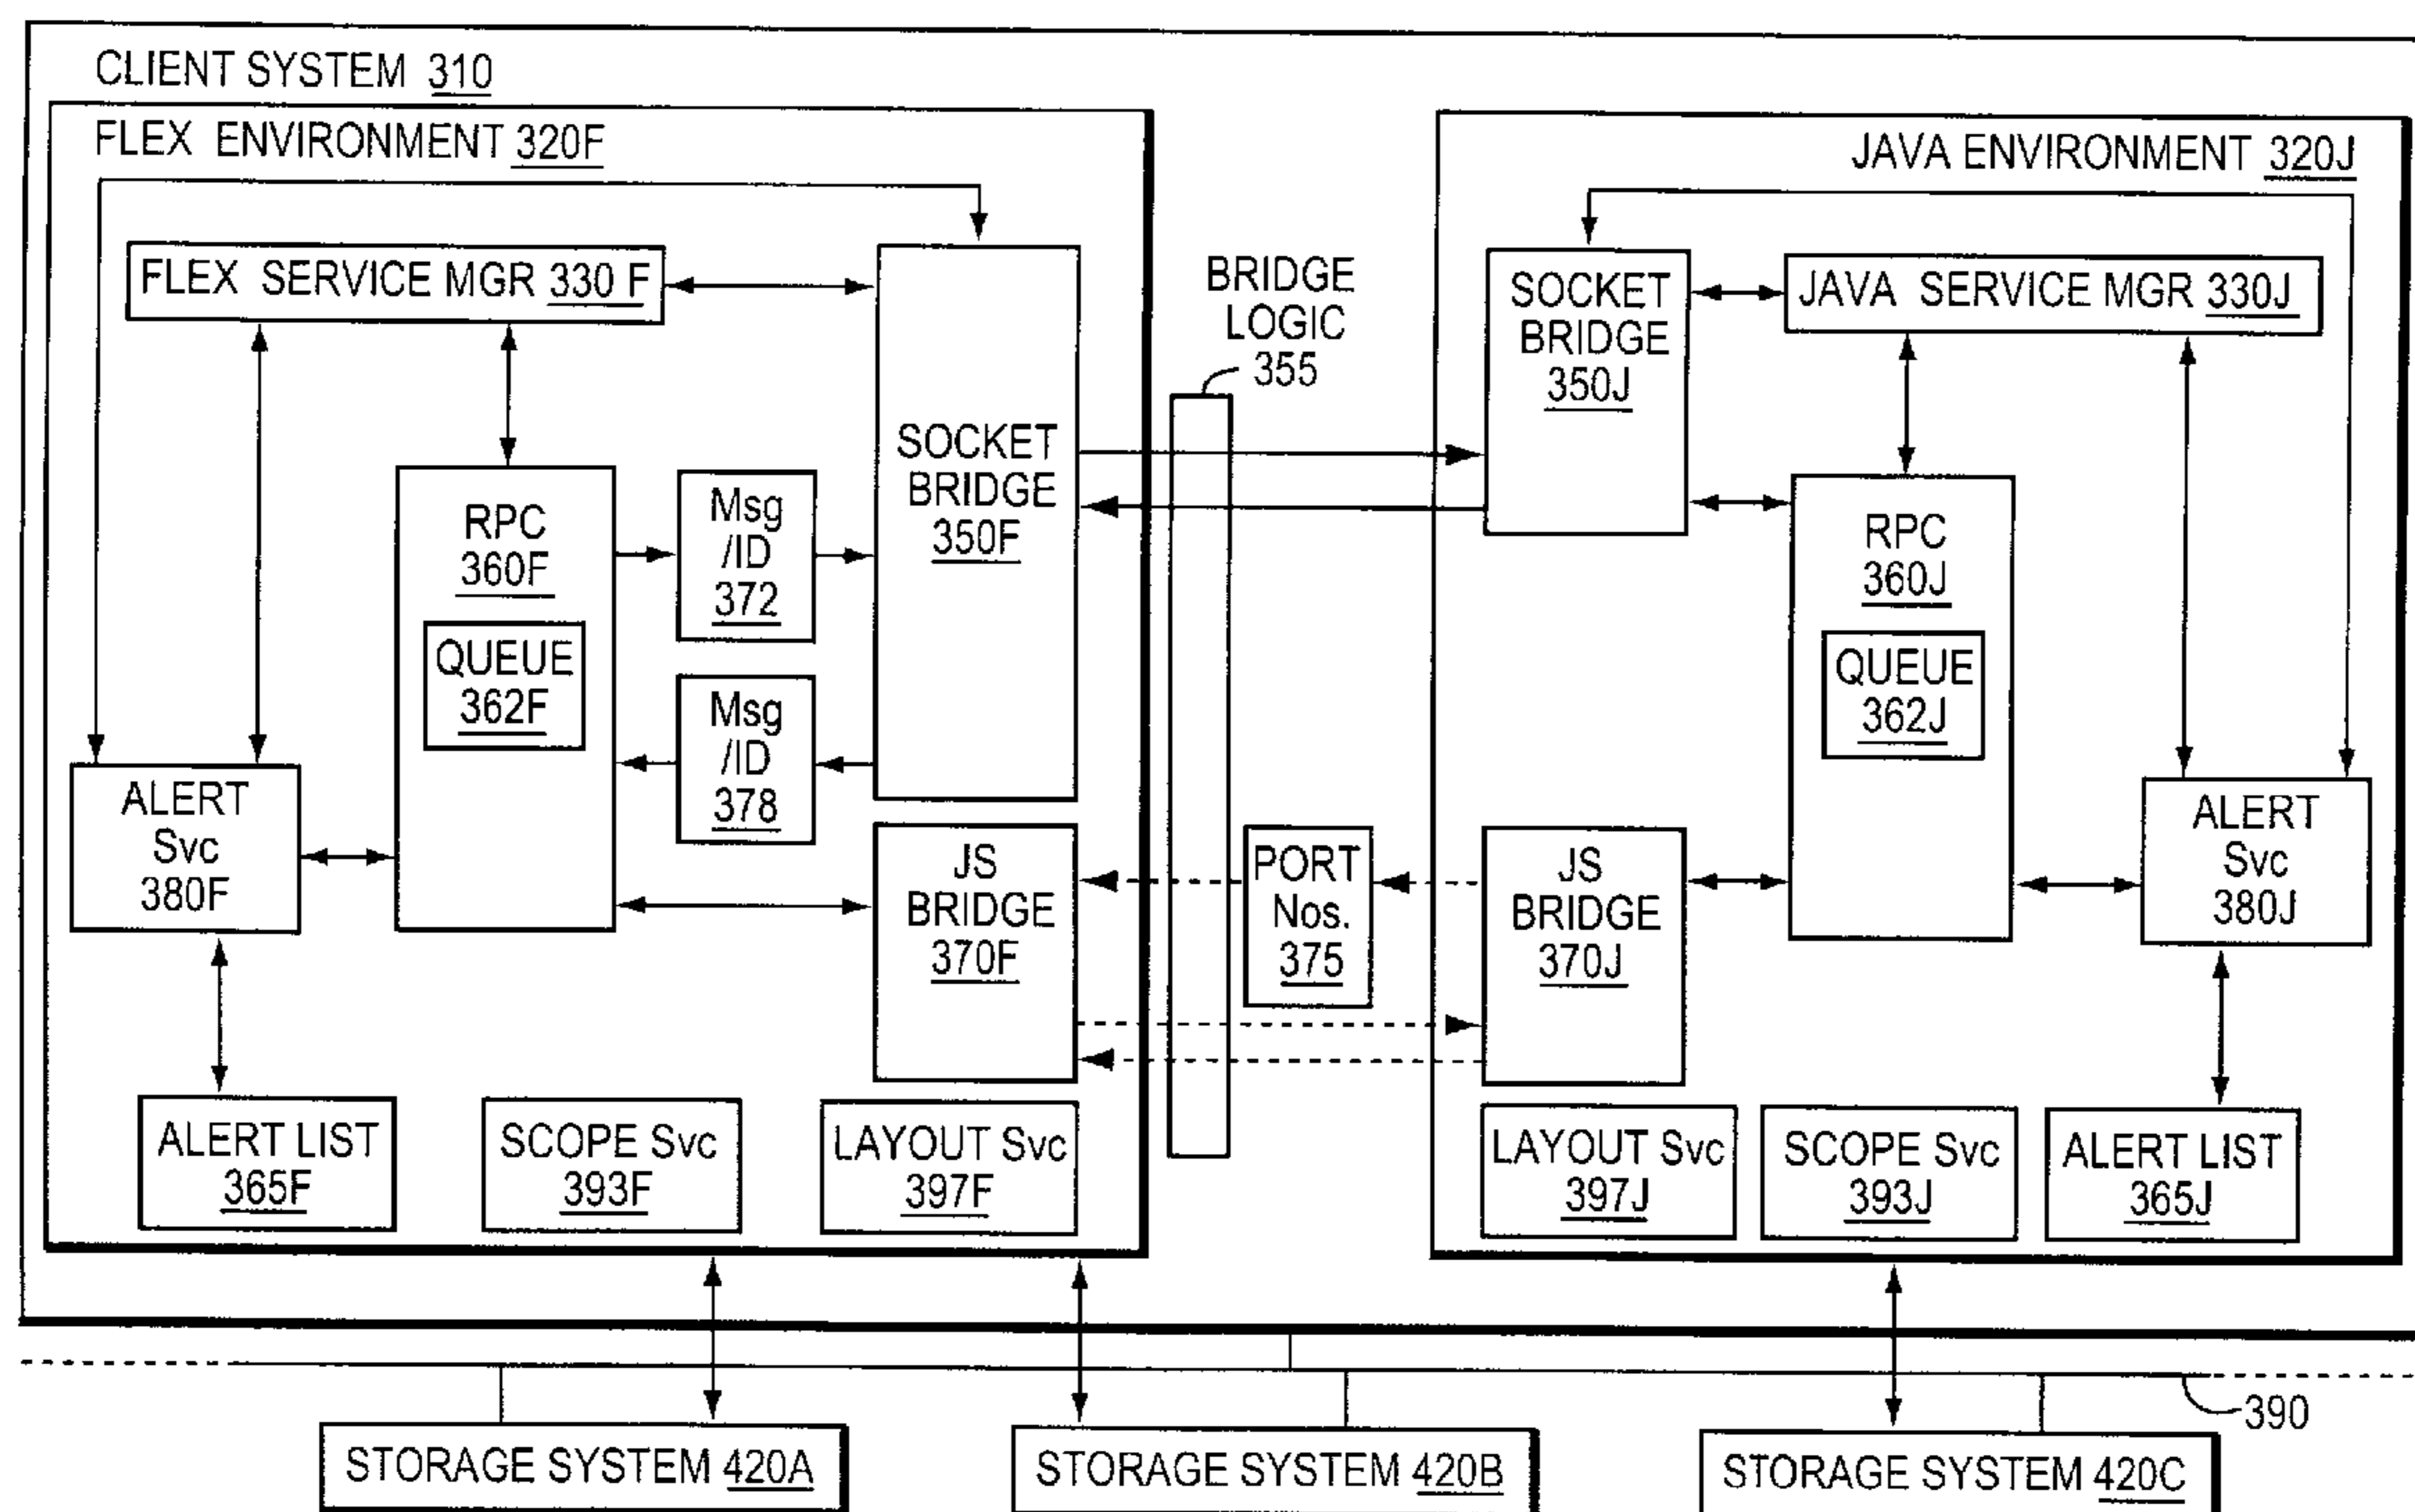 CLIENT SYSTEM 310
FLEX ENVIRONMENT 320F
FLEX SERVICE MGR 330 F
SOCKET
BRIDGE
350F
RPC
360F
QUEUE
362F
Msg
/ID
372
Msg
/ID
378
ALERT
Svc
380F
JS
BRIDGE
370F
ALERT LIST
365F
SCOPE Svc
393F
LAYOUT Svc
397F
BRIDGE
LOGIC
355
PORT
Nos.
375
JAVA ENVIRONMENT 320J
SOCKET
BRIDGE
350J
JAVA SERVICE MGR 330J
RPC
360J
QUEUE
362J
JS
BRIDGE
370J
ALERT
Svc
380J
LAYOUT Svc
397J
SCOPE Svc
393J
ALERT LIST
365J
390
STORAGE SYSTEM 420A
STORAGE SYSTEM 420B
STORAGE SYSTEM 420C